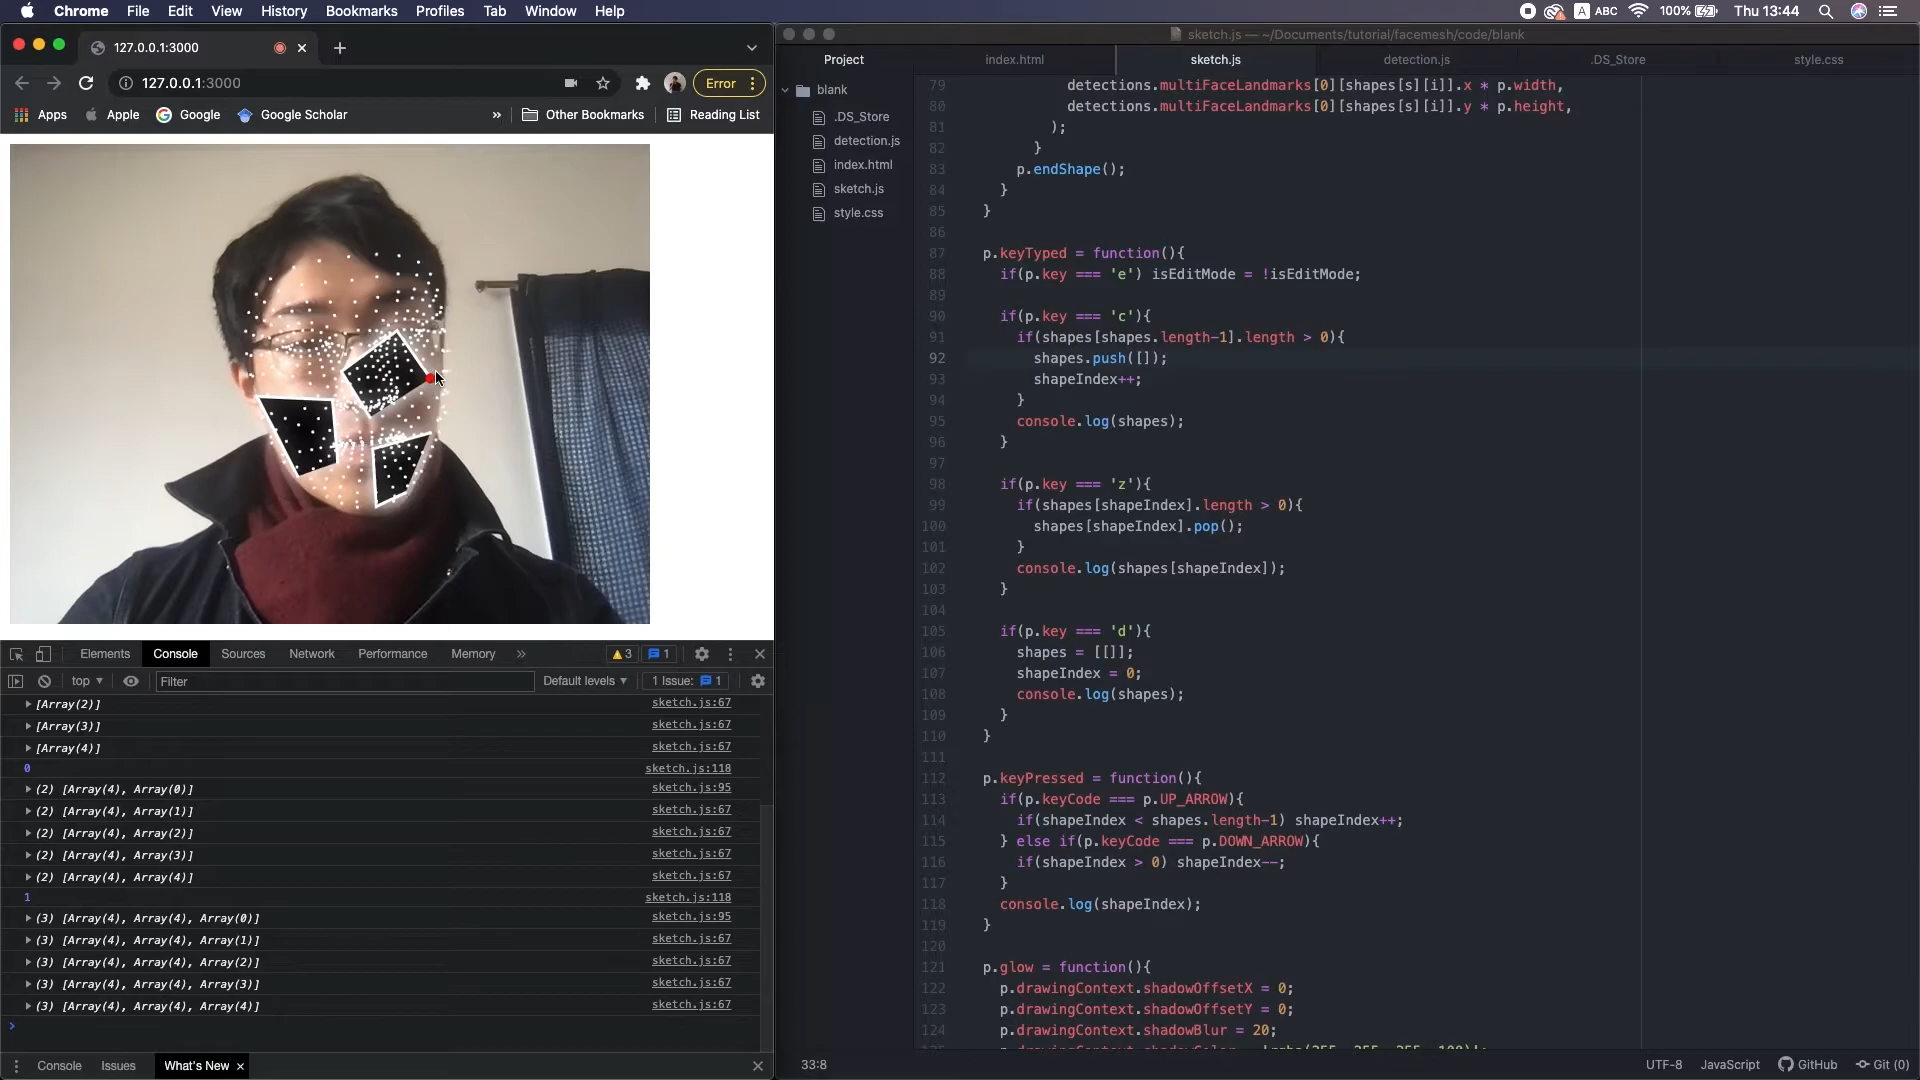 Chrome File Edit View History Bookmarks Profiles Tab Window Help
A ABC 100% Thu 13:44
127.0.0.1:3000
127.0.0.1:3000
Error
Apps Apple Google Google Scholar » Other Bookmarks Reading List
Elements Console Sources Network Performance Memory » 3 1
top Filter Default levels 1 Issue: 1
[Array(2)] sketch.js:67
[Array(3)] sketch.js:67
[Array(4)] sketch.js:67
0 sketch.js:118
(2) [Array(4), Array(0)] sketch.js:95
(2) [Array(4), Array(1)] sketch.js:67
(2) [Array(4), Array(2)] sketch.js:67
(2) [Array(4), Array(3)] sketch.js:67
(2) [Array(4), Array(4)] sketch.js:67
1 sketch.js:118
(3) [Array(4), Array(4), Array(0)] sketch.js:95
(3) [Array(4), Array(4), Array(1)] sketch.js:67
(3) [Array(4), Array(4), Array(2)] sketch.js:67
(3) [Array(4), Array(4), Array(3)] sketch.js:67
(3) [Array(4), Array(4), Array(4)] sketch.js:67
Console Issues What's New
sketch.js — ~/Documents/tutorial/facemesh/code/blank
Project index.html sketch.js detection.js .DS_Store style.css
blank
.DS_Store
detection.js
index.html
sketch.js
style.css
79 detections.multiFaceLandmarks[0][shapes[s][i]].x * p.width,
80 detections.multiFaceLandmarks[0][shapes[s][i]].y * p.height,
81 );
82 }
83 p.endShape();
84 }
85 }
86
87 p.keyTyped = function(){
88 if(p.key === 'e') isEditMode = !isEditMode;
89
90 if(p.key === 'c'){
91 if(shapes[shapes.length-1].length > 0){
92 shapes.push([]);
93 shapeIndex++;
94 }
95 console.log(shapes);
96 }
97
98 if(p.key === 'z'){
99 if(shapes[shapeIndex].length > 0){
100 shapes[shapeIndex].pop();
101 }
102 console.log(shapes[shapeIndex]);
103 }
104
105 if(p.key === 'd'){
106 shapes = [[]];
107 shapeIndex = 0;
108 console.log(shapes);
109 }
110 }
111
112 p.keyPressed = function(){
113 if(p.keyCode === p.UP_ARROW){
114 if(shapeIndex < shapes.length-1) shapeIndex++;
115 } else if(p.keyCode === p.DOWN_ARROW){
116 if(shapeIndex > 0) shapeIndex--;
117 }
118 console.log(shapeIndex);
119 }
120
121 p.glow = function(){
122 p.drawingContext.shadowOffsetX = 0;
123 p.drawingContext.shadowOffsetY = 0;
124 p.drawingContext.shadowBlur = 20;
33:8 UTF-8 JavaScript GitHub Git (0)